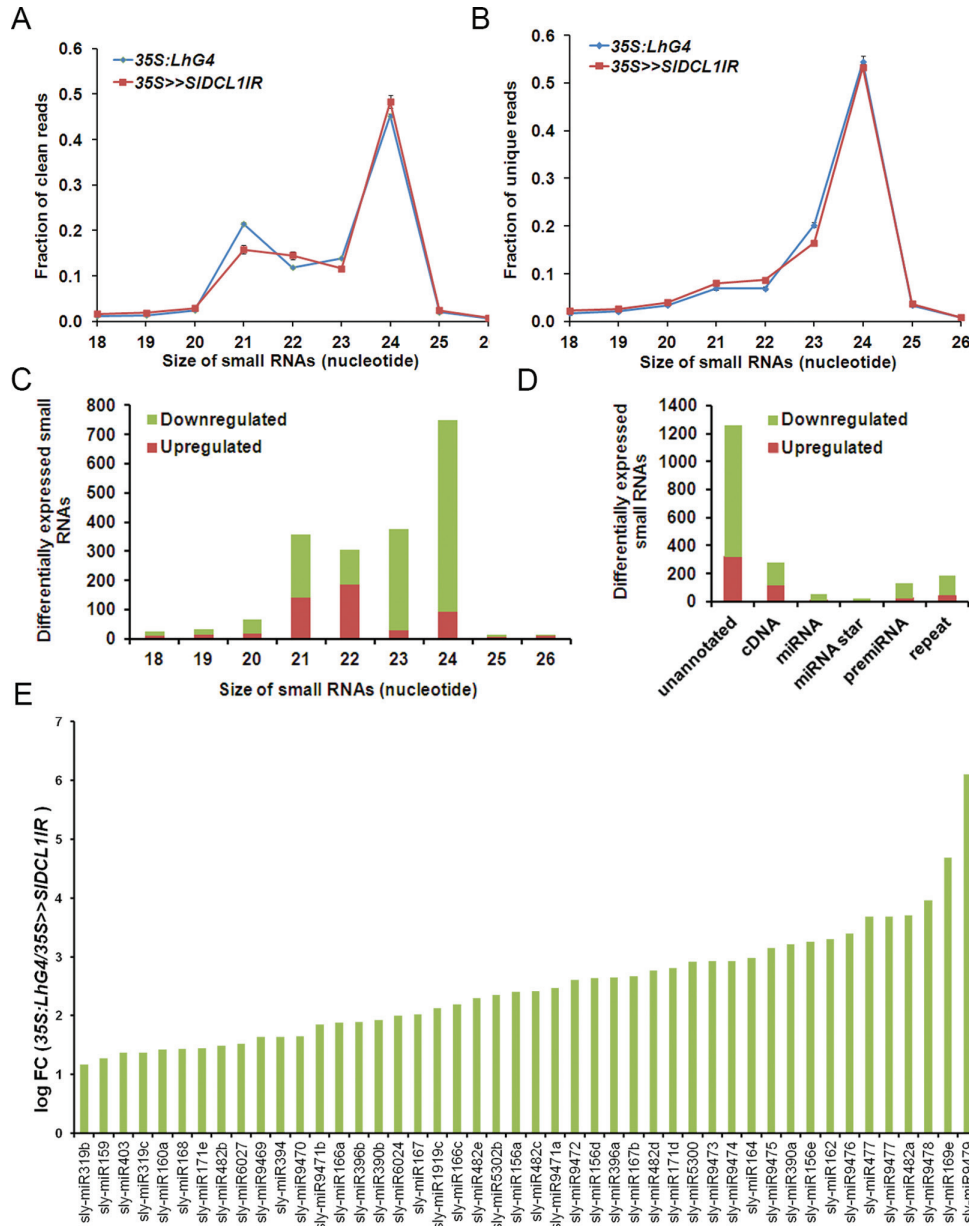 A
35S:LhG4
35S>>SlDCL1IR
0.6
0.5
0.4
0.3
0.2
0.1
0.0
Fraction of clean reads
18 19 20 21 22 23 24 25 2
Size of small RNAs (nucleotide)
B
35S:LhG4
35S>>SlDCL1IR
0.6
0.5
0.4
0.3
0.2
0.1
0.0
Fraction of unique reads
18 19 20 21 22 23 24 25 26
Size of small RNAs (nucleotide)
C
Downregulated
Upregulated
800
700
600
500
400
300
200
100
0
Differentially expressed small
RNAs
18 19 20 21 22 23 24 25 26
Size of small RNAs (nucleotide)
D
Downregulated
Upregulated
1400
1200
1000
800
600
400
200
0
Differentially expressed
small RNAs
unannotated
cDNA
miRNA
miRNA star
premiRNA
repeat
E
7
6
5
4
3
2
1
0
log FC (35S:LhG4/35S>>SlDCL1IR )
sly-miR319b
sly-miR159
sly-miR403
sly-miR319c
sly-miR160a
sly-miR168
sly-miR171e
sly-miR482b
sly-miR6027
sly-miR9469
sly-miR394
sly-miR9470
sly-miR9471b
sly-miR166a
sly-miR396b
sly-miR390b
sly-miR6024
sly-miR167
sly-miR1919c
sly-miR166c
sly-miR482e
sly-miR5302b
sly-miR156a
sly-miR482c
sly-miR9471a
sly-miR9472
sly-miR156d
sly-miR396a
sly-miR167b
sly-miR482d
sly-miR171d
sly-miR5300
sly-miR9473
sly-miR9474
sly-miR164
sly-miR9475
sly-miR390a
sly-miR156e
sly-miR162
sly-miR9476
sly-miR477
sly-miR9477
sly-miR482a
sly-miR9478
sly-miR169e
sly-miR9479